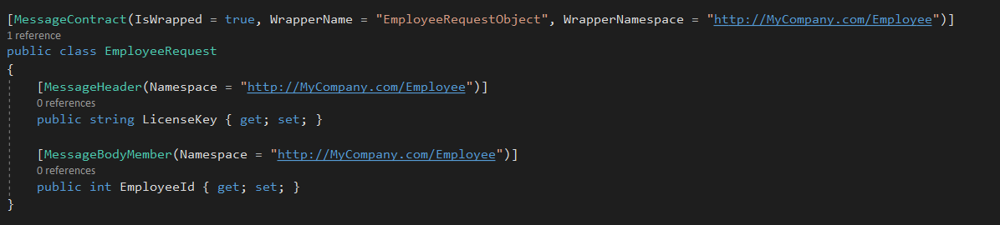 [MessageContract(IsWrapped = true, WrapperName = "EmployeeRequestObject", WrapperNamespace = "http://MyCompany.com/Employee")]
1 reference
public class EmployeeRequest
{
[MessageHeader(Namespace = "http://MyCompany.com/Employee")]
0 references
public string LicenseKey { get; set; }
[MessageBodyMember(Namespace = "http://MyCompany.com/Employee")]
0 references
public int EmployeeId { get; set; }
}